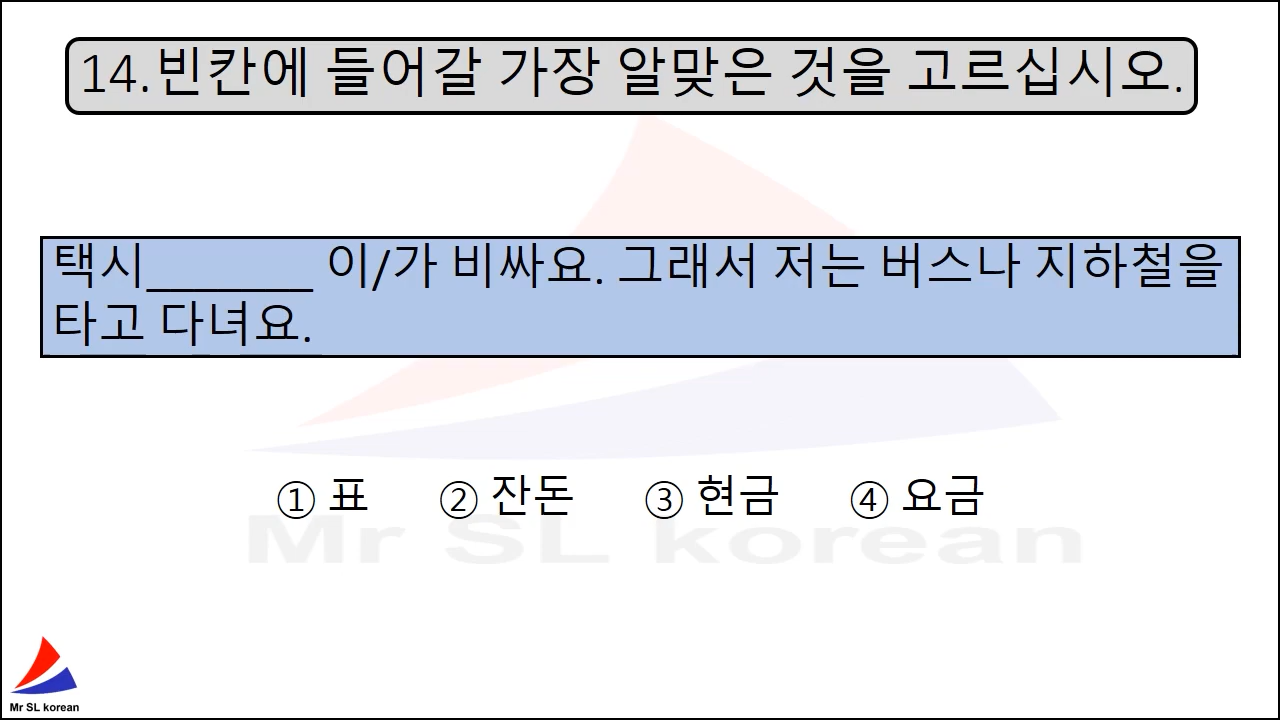 14.빈칸에 들어갈 가장 알맞은 것을 고르십시오.
택시_______ 이/가 비싸요. 그래서 저는 버스나 지하철을
타고 다녀요.
① 표 ② 잔돈 ③ 현금 ④ 요금
Mr SL korean
Mr SL korean